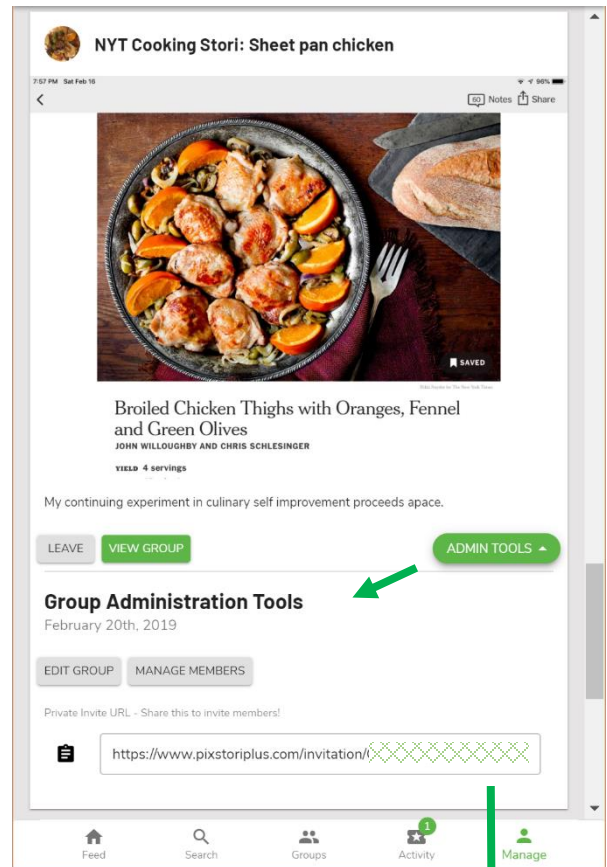 NYT Cooking Stori: Sheet pan chicken
7:57 PM Sat Feb 16
96%
60 Notes Share
SAVED
Broiled Chicken Thighs with Oranges, Fennel
and Green Olives
JOHN WILLOUGHBY AND CHRIS SCHLESINGER
YIELD 4 servings
My continuing experiment in culinary self improvement proceeds apace.
LEAVE VIEW GROUP ADMIN TOOLS
Group Administration Tools
February 20th, 2019
EDIT GROUP MANAGE MEMBERS
Private Invite URL - Share this to invite members!
https://www.pixstoriplus.com/invitation/
1
Feed Search Groups Activity Manage